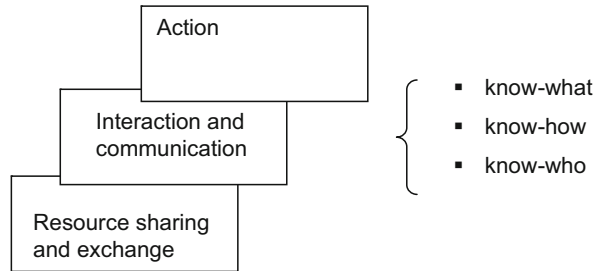 Action
Interaction and
communication
Resource sharing
and exchange
▪ know-what
▪ know-how
▪ know-who